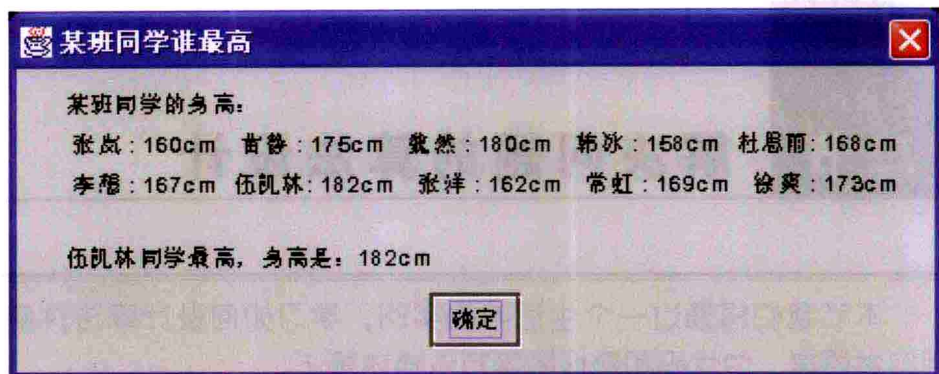 某班同学谁最高
某班同学的身高:
张岚:160cm 苗静:175cm 魏然:180cm 韩冰:158cm 杜思雨:168cm
李想:167cm 伍凯林:182cm 张洋:162cm 常虹:169cm 徐爽:173cm
伍凯林同学最高, 身高是: 182cm
确定